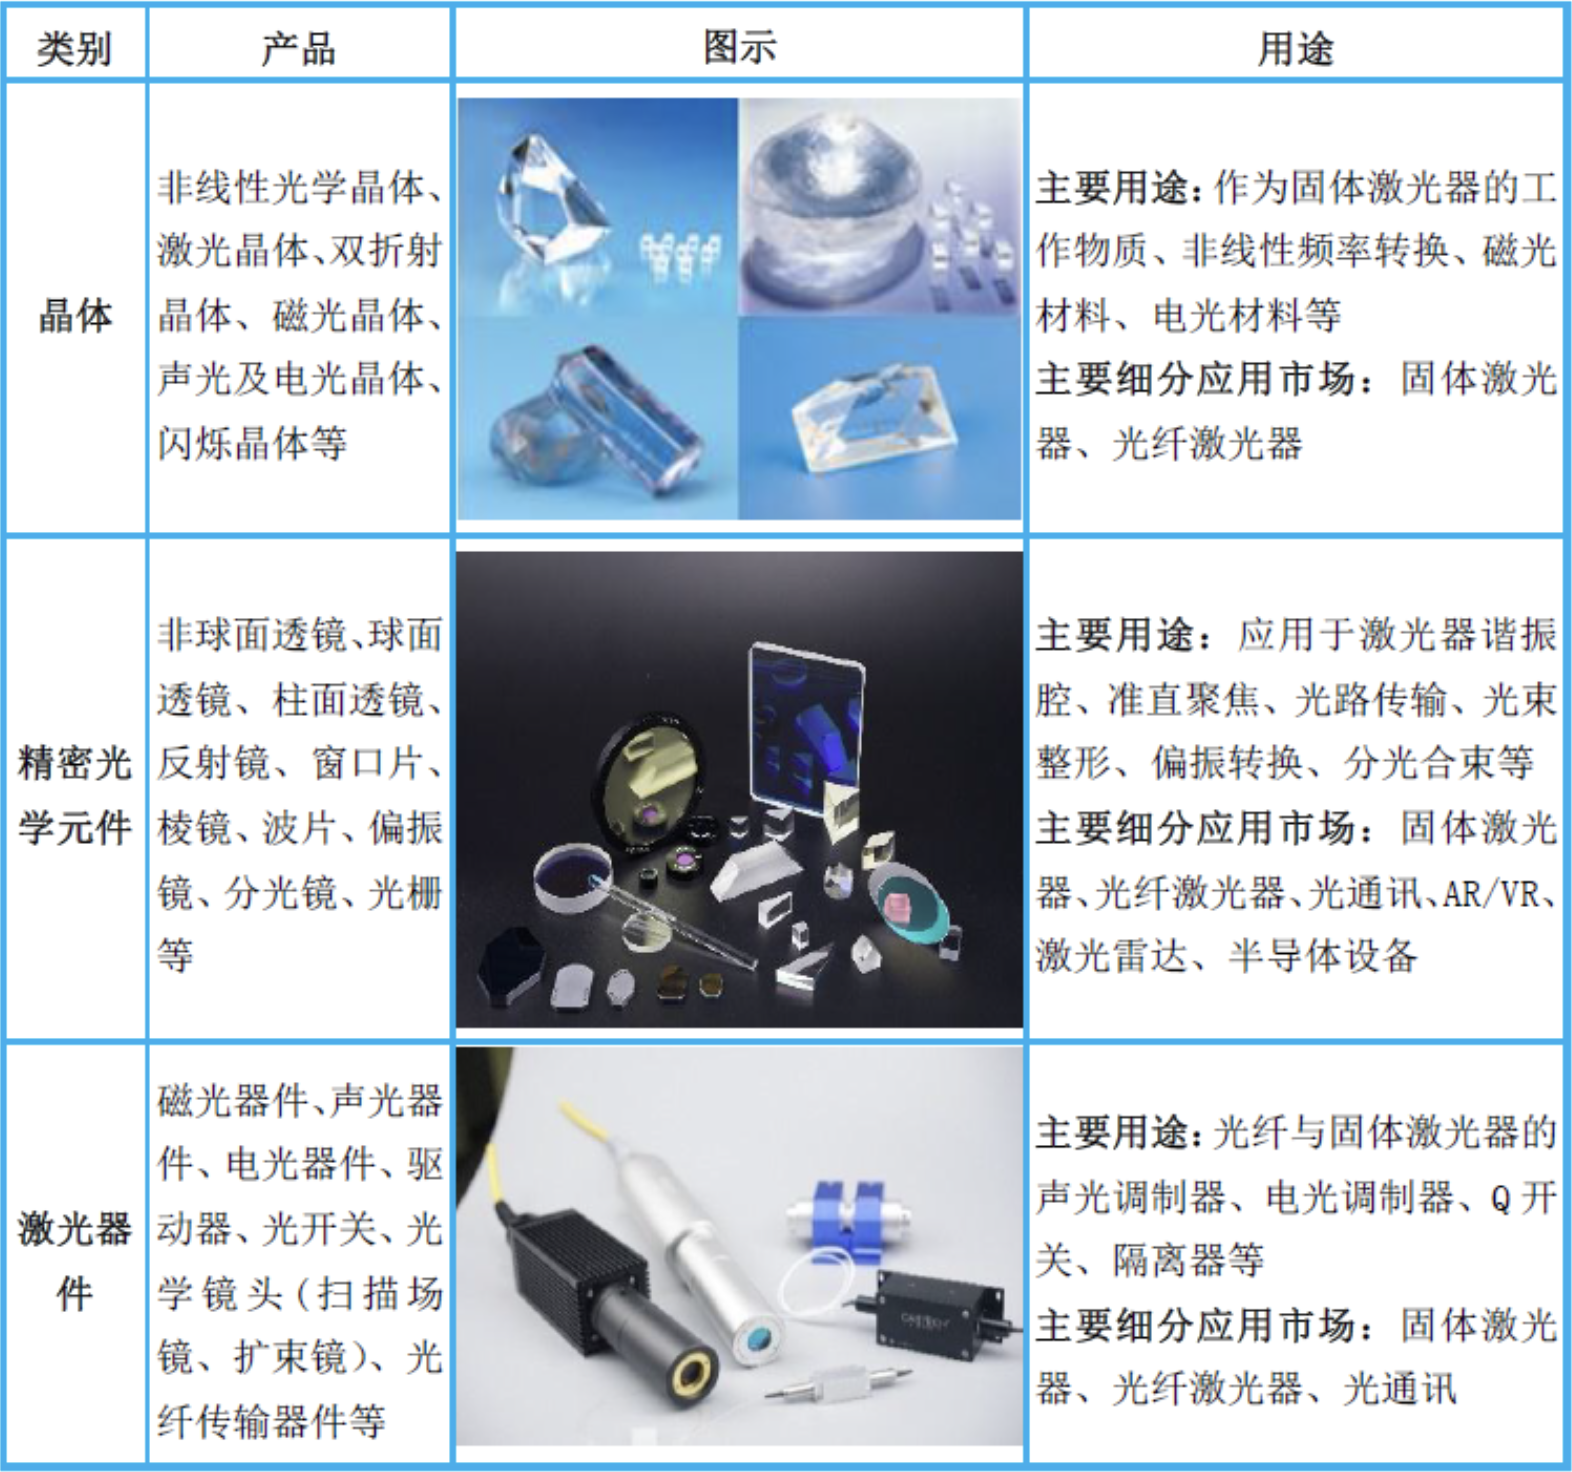 类别
产品
图示
用途
晶体
非线性光学晶体、
激光晶体、双折射
晶体、磁光晶体、
声光及电光晶体、
闪烁晶体等
主要用途：作为固体激光器的工
作物质、非线性频率转换、磁光
材料、电光材料等
主要细分应用市场：固体激光
器、光纤激光器
精密光
学元件
非球面透镜、球面
透镜、柱面透镜、
反射镜、窗口片、
棱镜、波片、偏振
镜、分光镜、光栅
等
主要用途：应用于激光器谐振
腔、准直聚焦、光路传输、光束
整形、偏振转换、分光合束等
主要细分应用市场：固体激光
器、光纤激光器、光通讯、AR/VR、
激光雷达、半导体设备
激光器
件
磁光器件、声光器
件、电光器件、驱
动器、光开关、光
学镜头(扫描场
镜、扩束镜)、光
纤传输器件等
CASTECH
主要用途：光纤与固体激光器的
声光调制器、电光调制器、Q 开
关、隔离器等
主要细分应用市场：固体激光
器、光纤激光器、光通讯